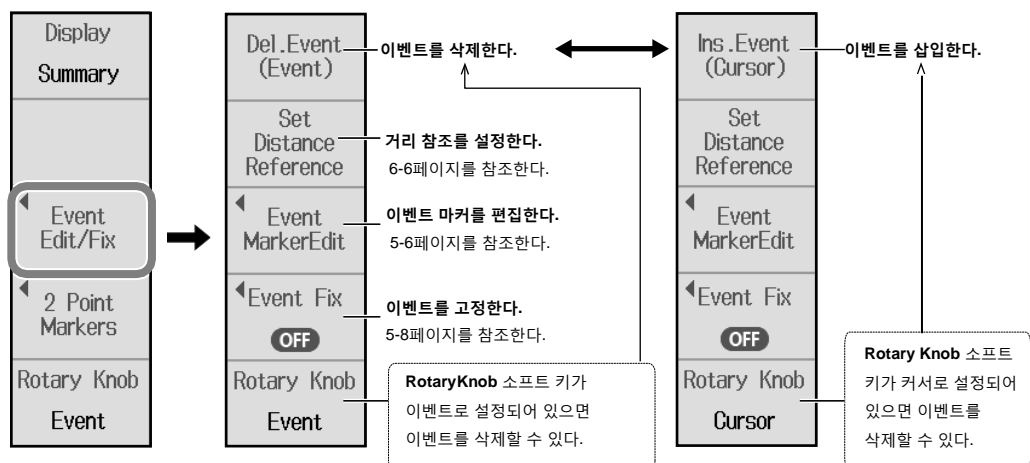 Display
Summary
Event
Edit/Fix
2 Point
Markers
Rotary Knob
Event
Del.Event
(Event)
이벤트를 삭제한다.
Set
Distance
Reference
거리 참조를 설정한다.
6-6페이지를 참조한다.
Event
MarkerEdit
이벤트 마커를 편집한다.
5-6페이지를 참조한다.
Event Fix
OFF
이벤트를 고정한다.
5-8페이지를 참조한다.
Rotary Knob
Event
RotaryKnob 소프트 키가
이벤트로 설정되어 있으면
이벤트를 삭제할 수 있다.
Ins.Event
(Cursor)
이벤트를 삽입한다.
Set
Distance
Reference
Event
MarkerEdit
Event Fix
OFF
Rotary Knob
Cursor
Rotary Knob 소프트
키가 커서로 설정되어
있으면 이벤트를
삭제할 수 있다.